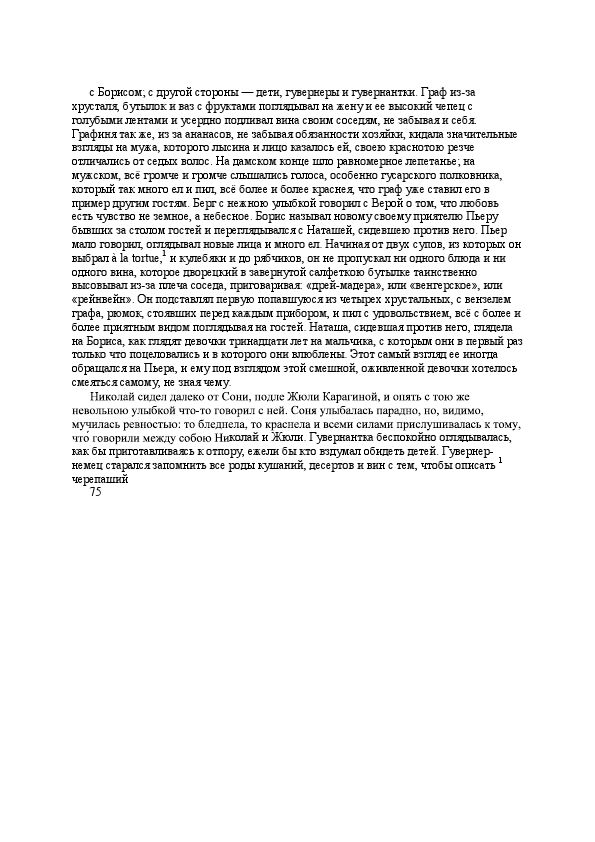 с Борисом; с другой стороны — дети, гувернеры и гувернантки. Граф из-за
хрусталя, бутылок и ваз с фруктами поглядывал на жену и ее высокий чепец с
голубыми лентами и усердно подливал вина своим соседям, не забывая и себя.
Графиня так же, из за ананасов, не забывая обязанности хозяйки, кидала значительные
взгляды на мужа, которого лысина и лицо казалось ей, своею краснотою резче
отличались от седых волос. На дамском конце шло равномерное лепетанье; на
мужском, всё громче и громче слышались голоса, особенно гусарского полковника,
который так много ел и пил, всё более и более краснея, что граф уже ставил его в
пример другим гостям. Берг с нежною улыбкой говорил с Верой о том, что любовь
есть чувство не земное, а небесное. Борис называл новому своему приятелю Пьеру
бывших за столом гостей и переглядывался с Наташей, сидевшею против него. Пьер
мало говорил, оглядывал новые лица и много ел. Начиная от двух супов, из которых он
выбрал à la tortue,¹ и кулебяки и до рябчиков, он не пропускал ни одного блюда и ни
одного вина, которое дворецкий в завернутой салфеткою бутылке таинственно
высовывал из-за плеча соседа, приговаривая: «дрей-мадера», или «венгерское», или
«рейнвейн». Он подставлял первую попавшуюся из четырех хрустальных, с вензелем
графа, рюмок, стоявших перед каждым прибором, и пил с удовольствием, всё с более и
более приятным видом поглядывая на гостей. Наташа, сидевшая против него, глядела
на Бориса, как глядят девочки тринадцати лет на мальчика, с которым они в первый раз
только что поцеловались и в которого они влюблены. Этот самый взгляд ее иногда
обращался на Пьера, и ему под взглядом этой смешной, оживленной девочки хотелось
смеяться самому, не зная чему.
Николай сидел далеко от Сони, подле Жюли Карагиной, и опять с тою же
невольною улыбкой что-то говорил с ней. Соня улыбалась парадно, но, видимо,
мучилась ревностью: то бледнела, то краснела и всеми силами прислушивалась к тому,
что́ говорили между собою Николай и Жюли. Гувернантка беспокойно оглядывалась,
как бы приготавливаясь к отпору, ежели бы кто вздумал обидеть детей. Гувернер-
немец старался запомнить все роды кушаний, десертов и вин с тем, чтобы описать ¹
черепаший
75